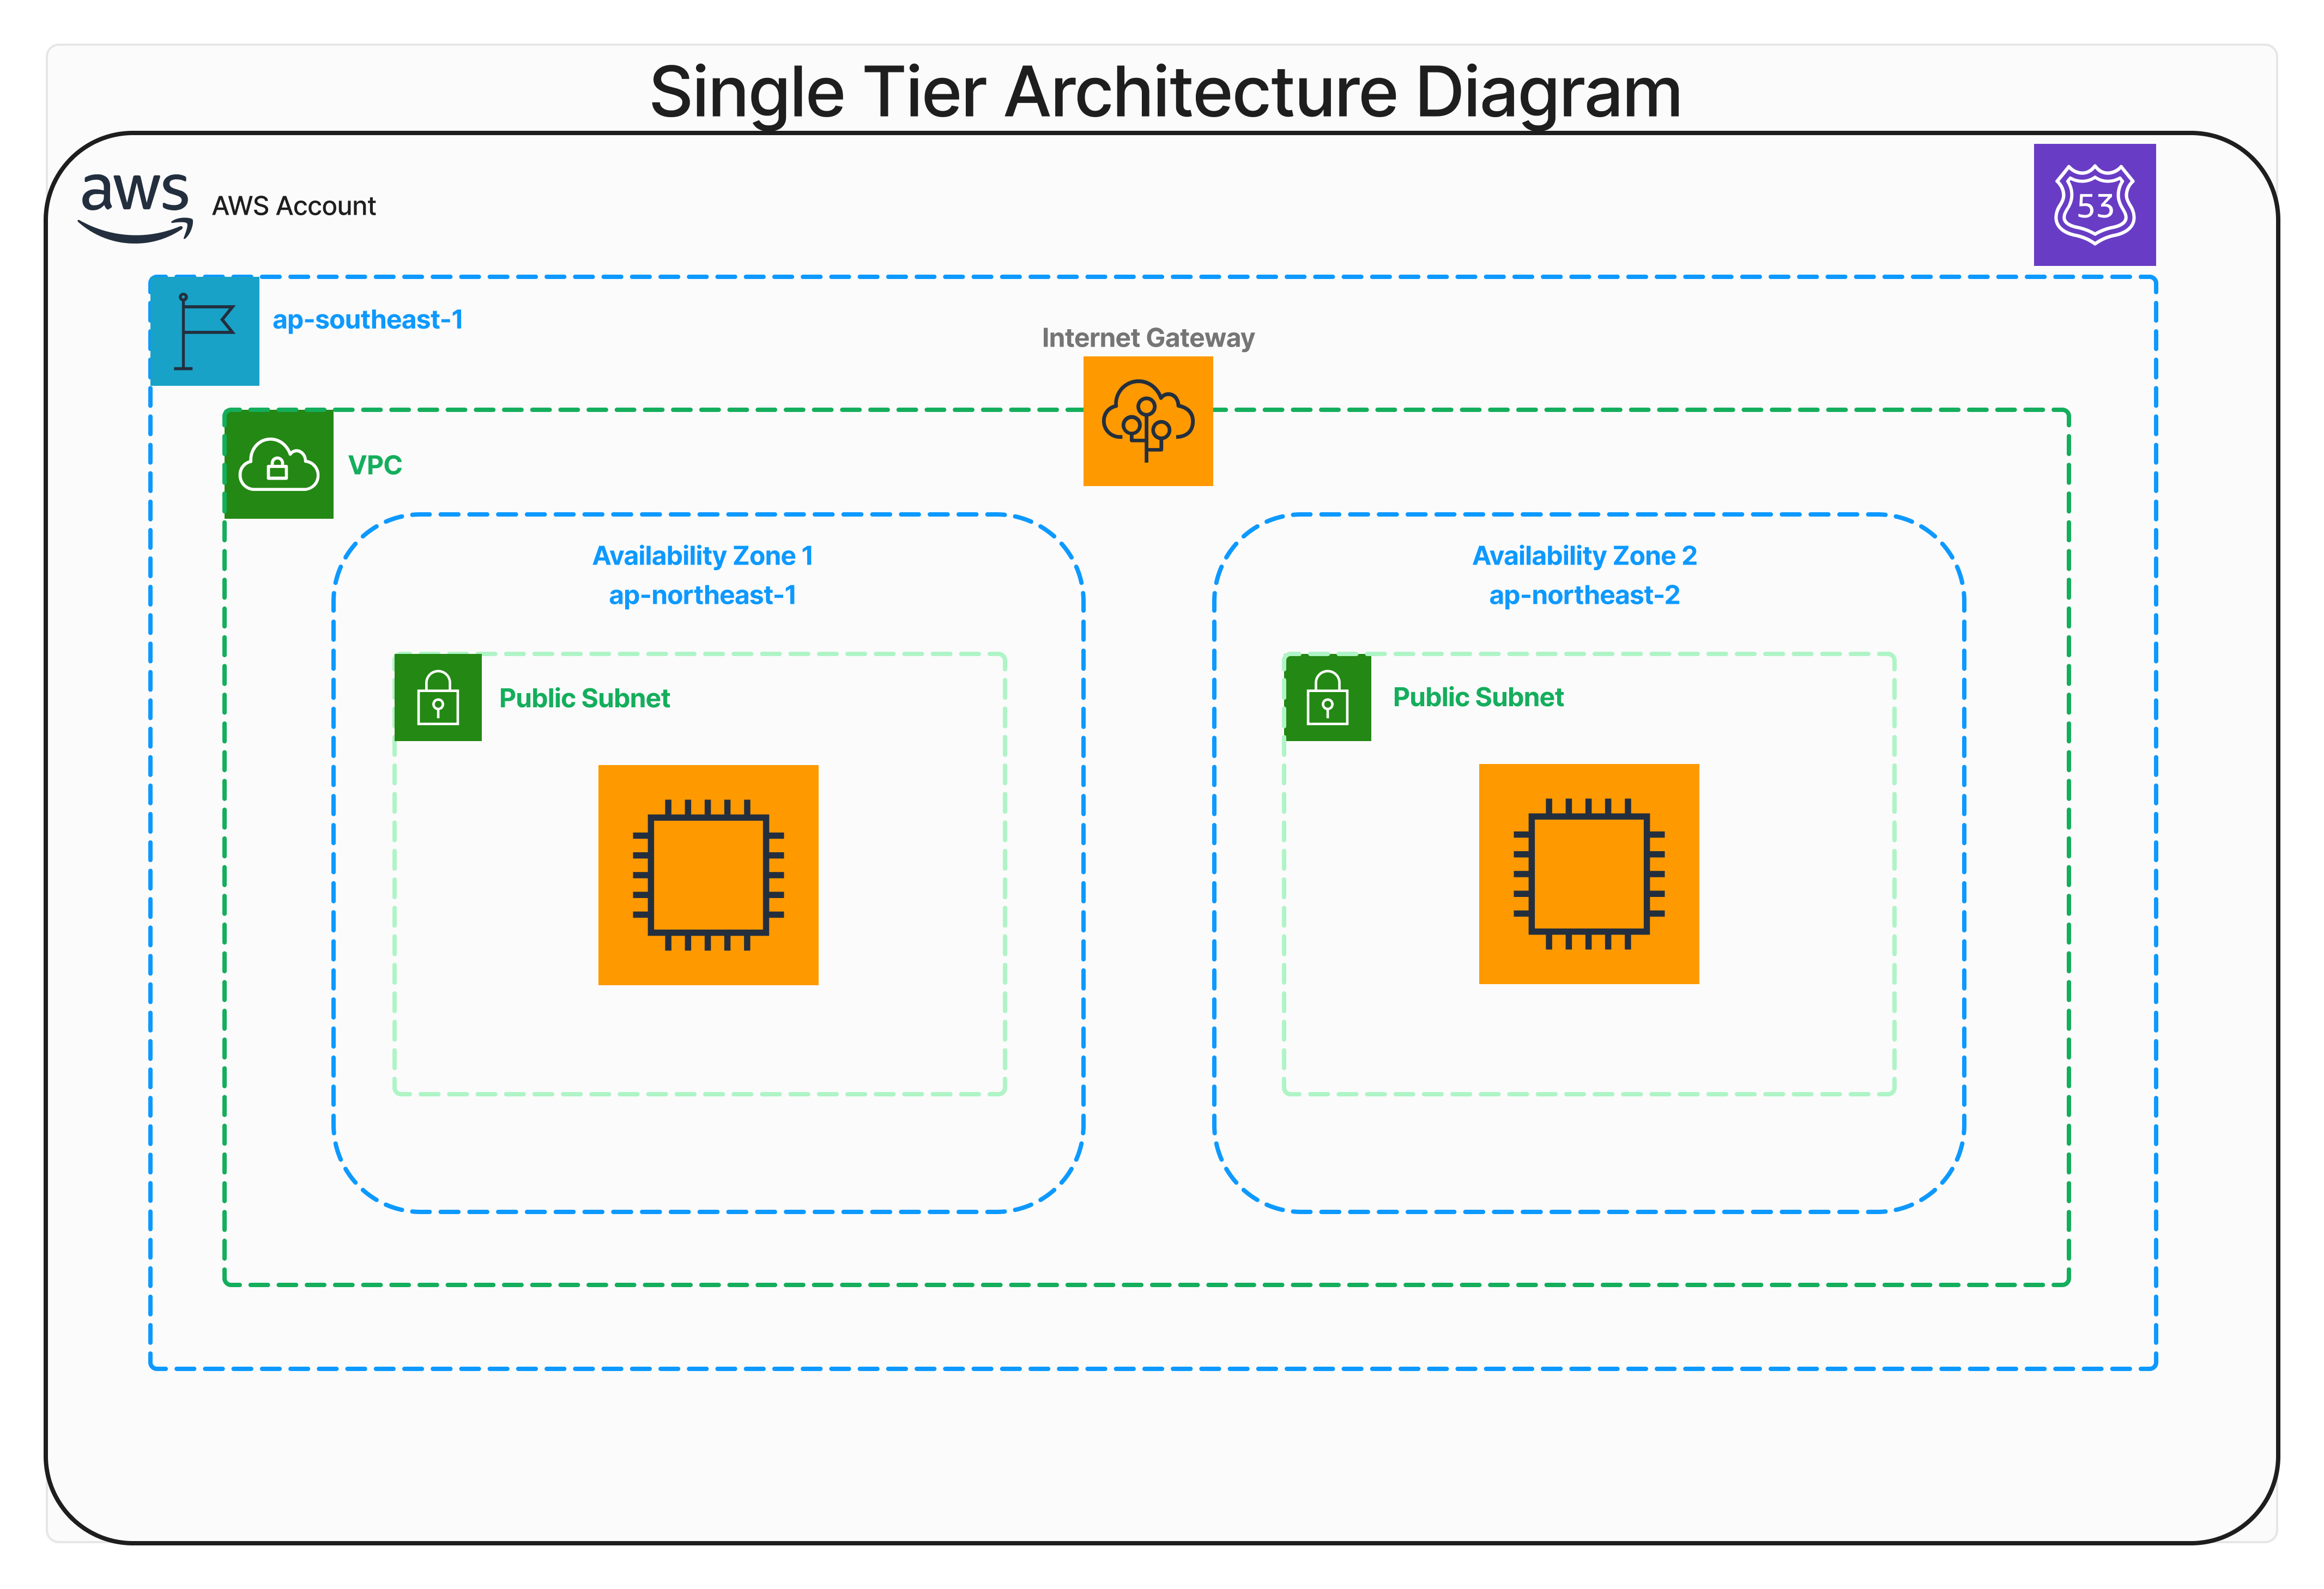 Single Tier Architecture Diagram
aws
AWS Account
53
ap-southeast-1
Internet Gateway
VPC
Availability Zone 1
ap-northeast-1
Availability Zone 2
ap-northeast-2
Public Subnet
Public Subnet